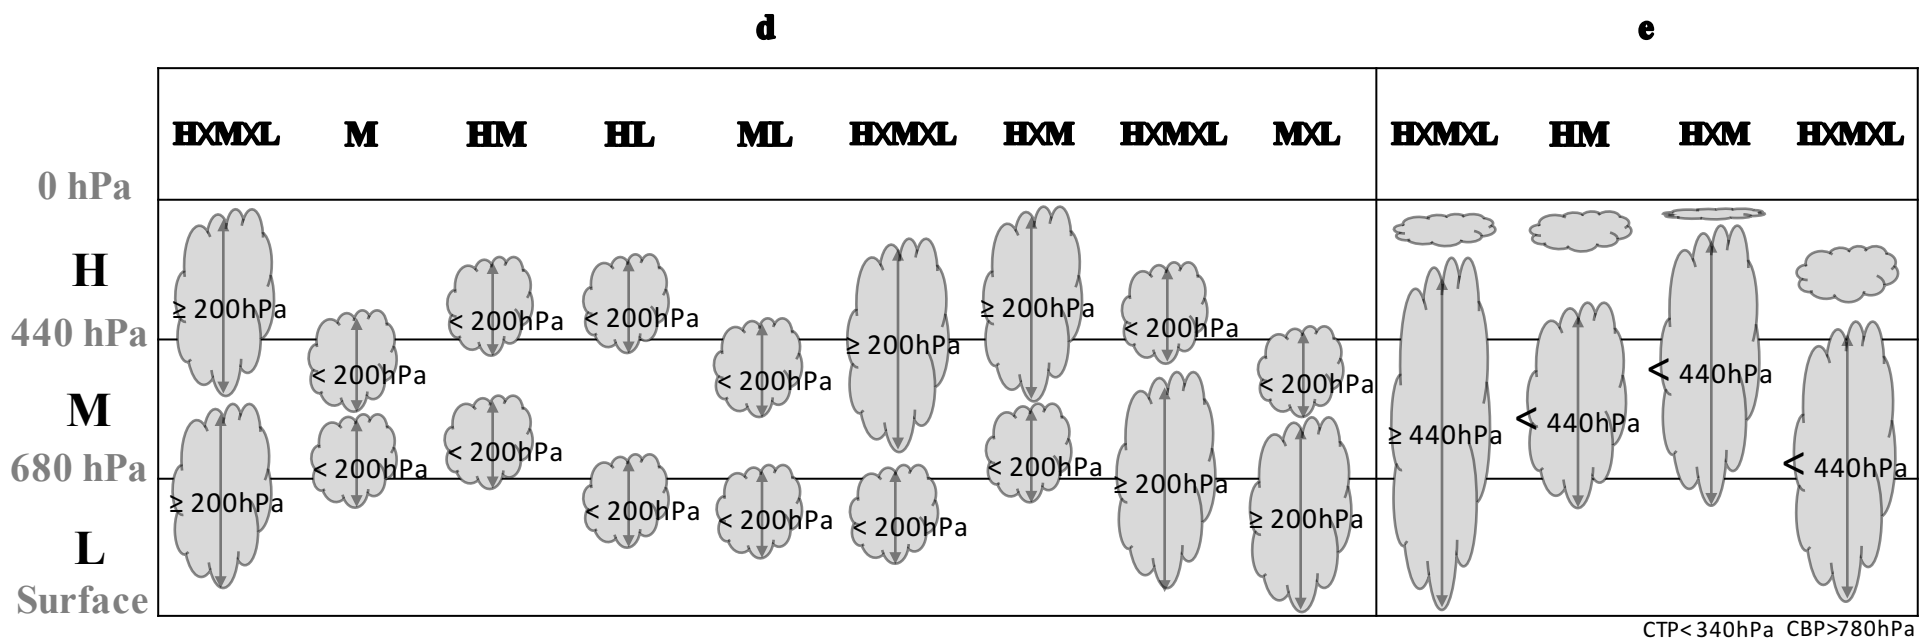 d e
HXMXL M HM HL ML HXMXL HXM HXMXL MXL HXMXL HM HXM HXMXL
0 hPa
H
≥ 200hPa < 200hPa < 200hPa ≥ 200hPa ≥ 200hPa < 200hPa
440 hPa
< 200hPa < 200hPa < 200hPa < 440hPa
M
< 200hPa < 440hPa ≥ 440hPa
680 hPa
< 200hPa < 200hPa ≥ 200hPa < 440hPa
≥ 200hPa < 200hPa < 200hPa < 200hPa ≥ 200hPa
L
Surface
CTP< 340hPa CBP>780hPa